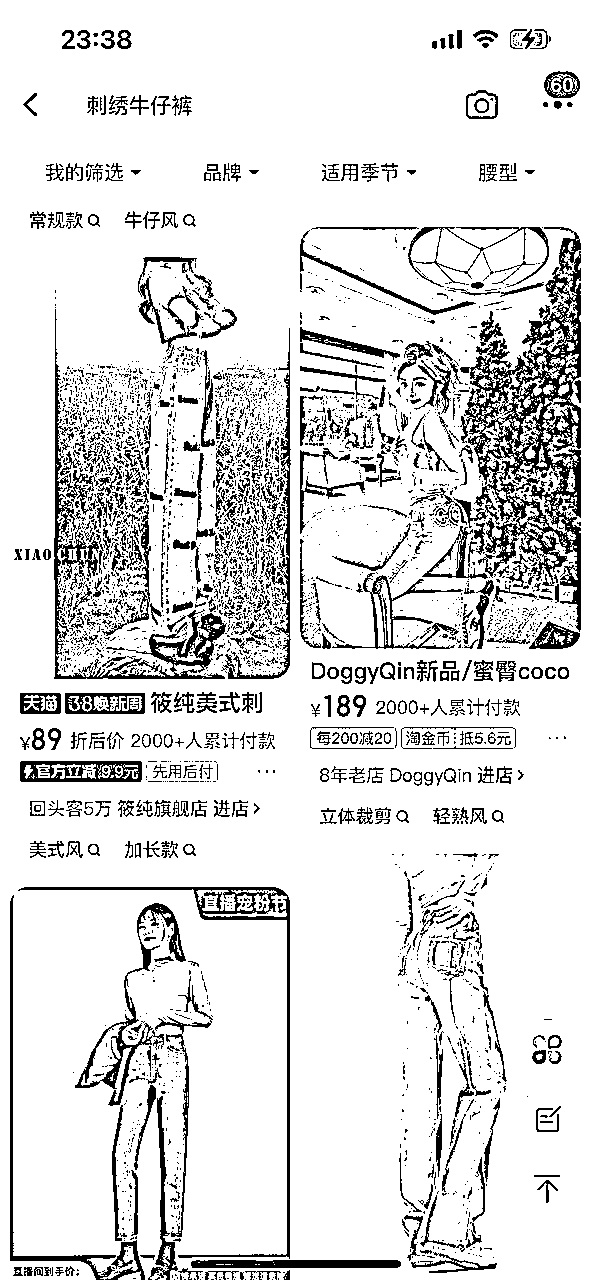 23:38
60
刺绣牛仔裤
我的筛选 品牌 适用季节 腰型
常规款 牛仔风
XIAO CHUN
天猫 38焕新周 筱纯美式刺
¥89 折后价 2000+人累计付款
官方立减9.9元 先用后付 ...
回头客5万 筱纯旗舰店 进店>
美式风 加长款
直播宠粉节
直播间到手价:
DoggyQin新品/蜜臀coco
¥189 2000+人累计付款
每200减20 淘金币抵5.6元 ...
8年老店 DoggyQin 进店>
立体裁剪 轻熟风